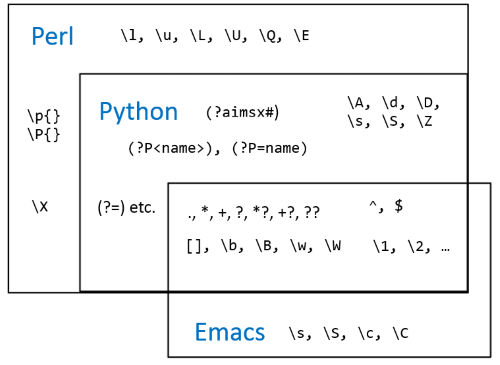 Perl \l, \u, \L, \U, \Q, \E
\p{}
\P{}
Python (?aimsx#)
\A, \d, \D,
\s, \S, \Z
(?P<name>), (?P=name)
\X (?=) etc.
., *, +, ?, *?, +?, ?? ^, $
[], \b, \B, \w, \W \1, \2, …
Emacs \s, \S, \c, \C